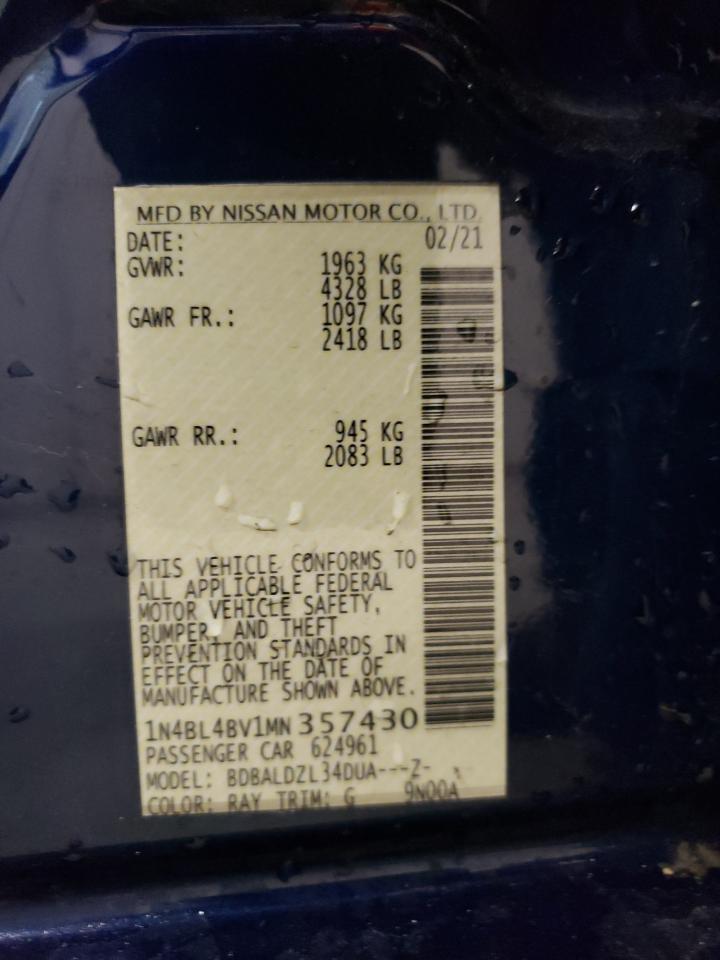 MFD BY NISSAN MOTOR CO., LTD.
DATE: 02/21
GVWR: 1963 KG
4328 LB
GAWR FR.: 1097 KG
2418 LB
GAWR RR.: 945 KG
2083 LB
THIS VEHICLE CONFORMS TO
ALL APPLICABLE FEDERAL
MOTOR VEHICLE SAFETY,
BUMPER, AND THEFT
PREVENTION STANDARDS IN
EFFECT ON THE DATE OF
MANUFACTURE SHOWN ABOVE.
1N4BL4BV1MN 357430
PASSENGER CAR 624961
MODEL: BDBALDZL34DUA---Z-
COLOR: RAY TRIM: G 9N00A